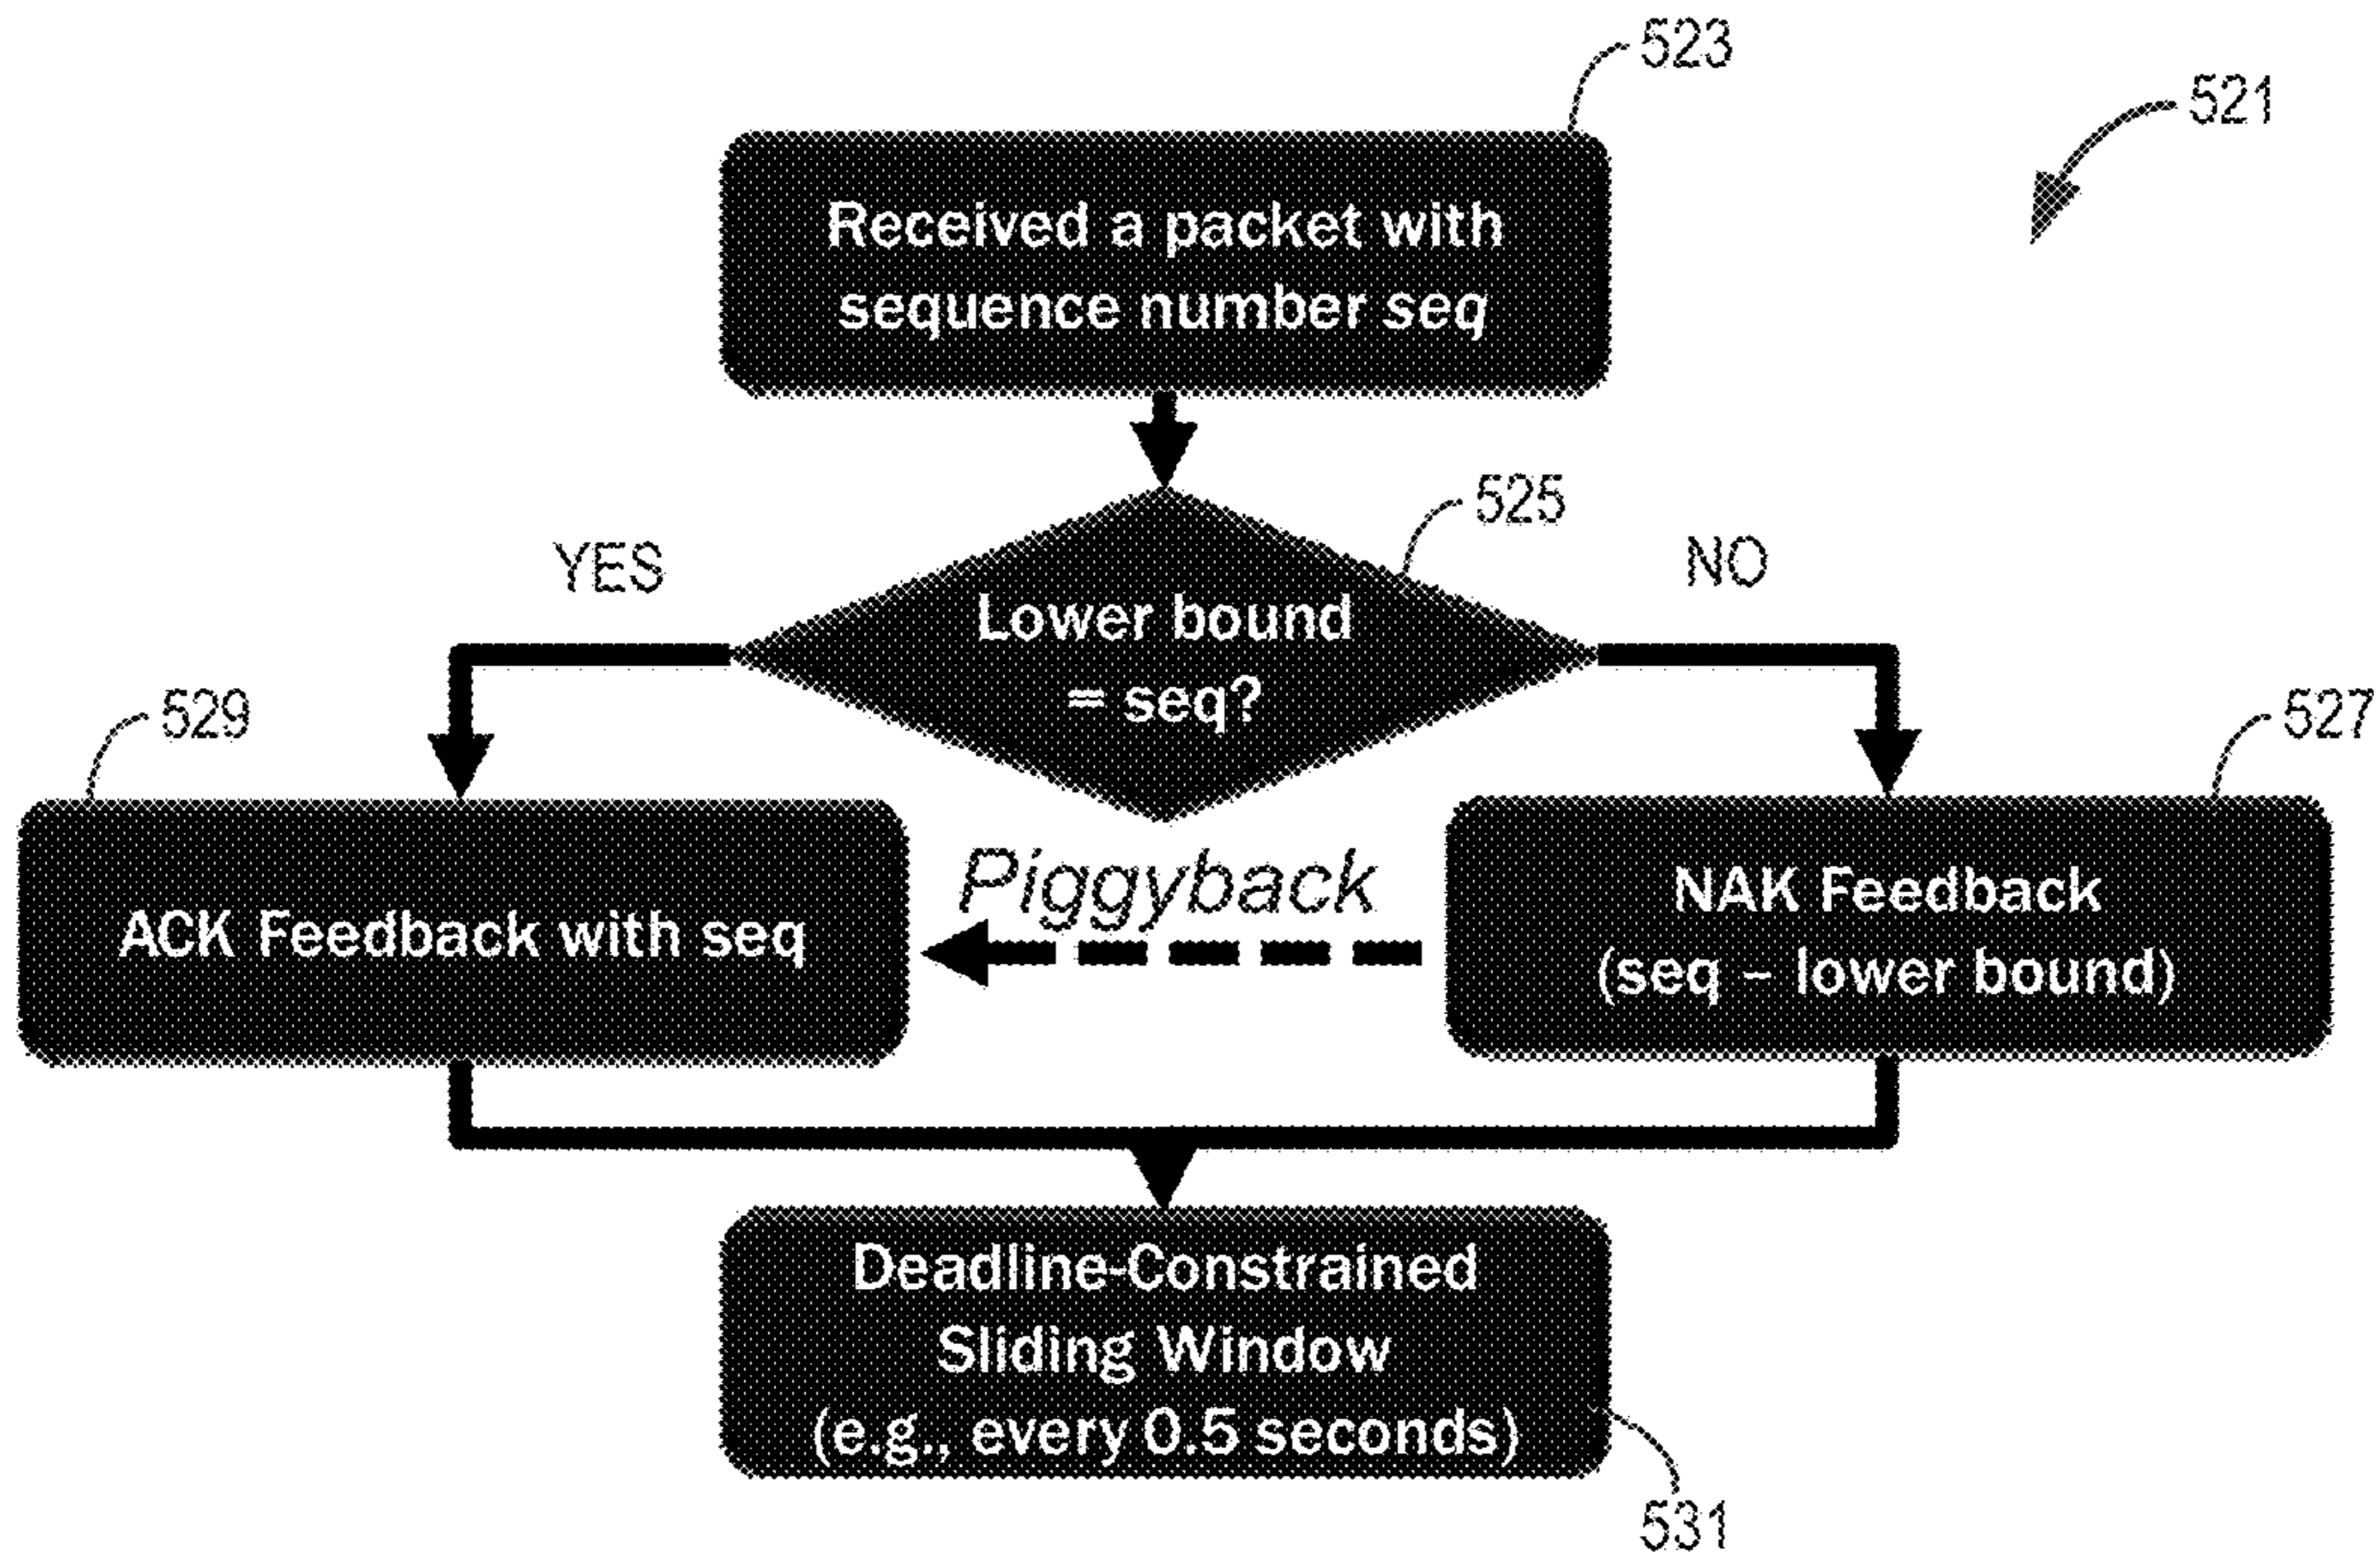 523
521
Received a packet with
sequence number seq
525
YES
NO
Lower bound
= seq?
529
527
Piggyback
ACK Feedback with seq
NAK Feedback
(seq – lower bound)
Deadline-Constrained
Sliding Window
(e.g., every 0.5 seconds)
531